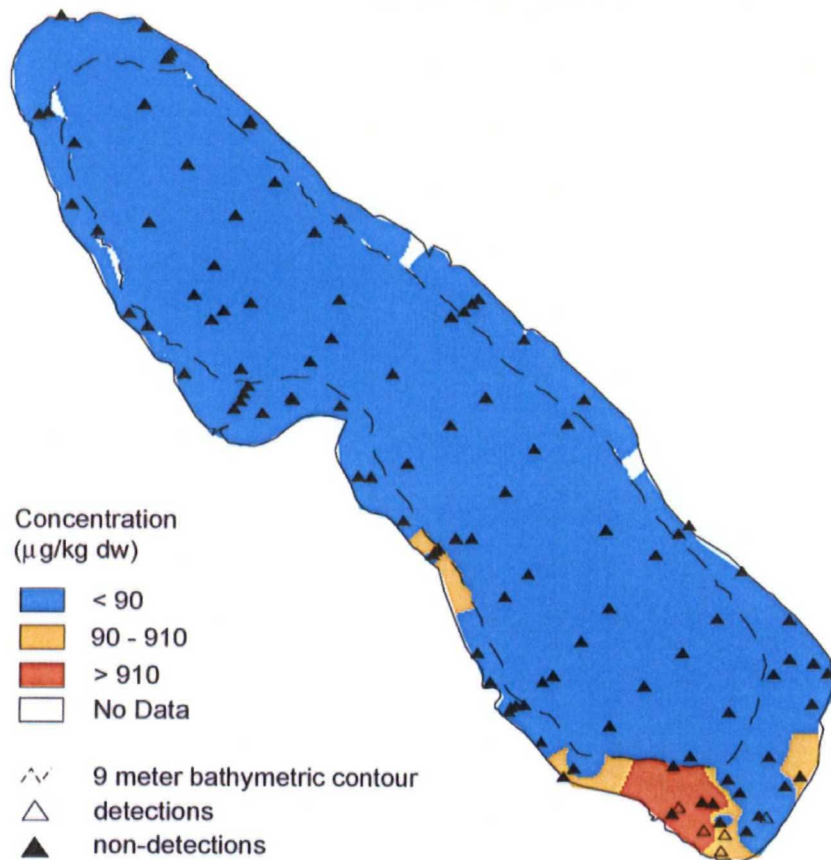 Concentration
(µg/kg dw)
< 90
90 - 910
> 910
No Data
9 meter bathymetric contour
detections
non-detections